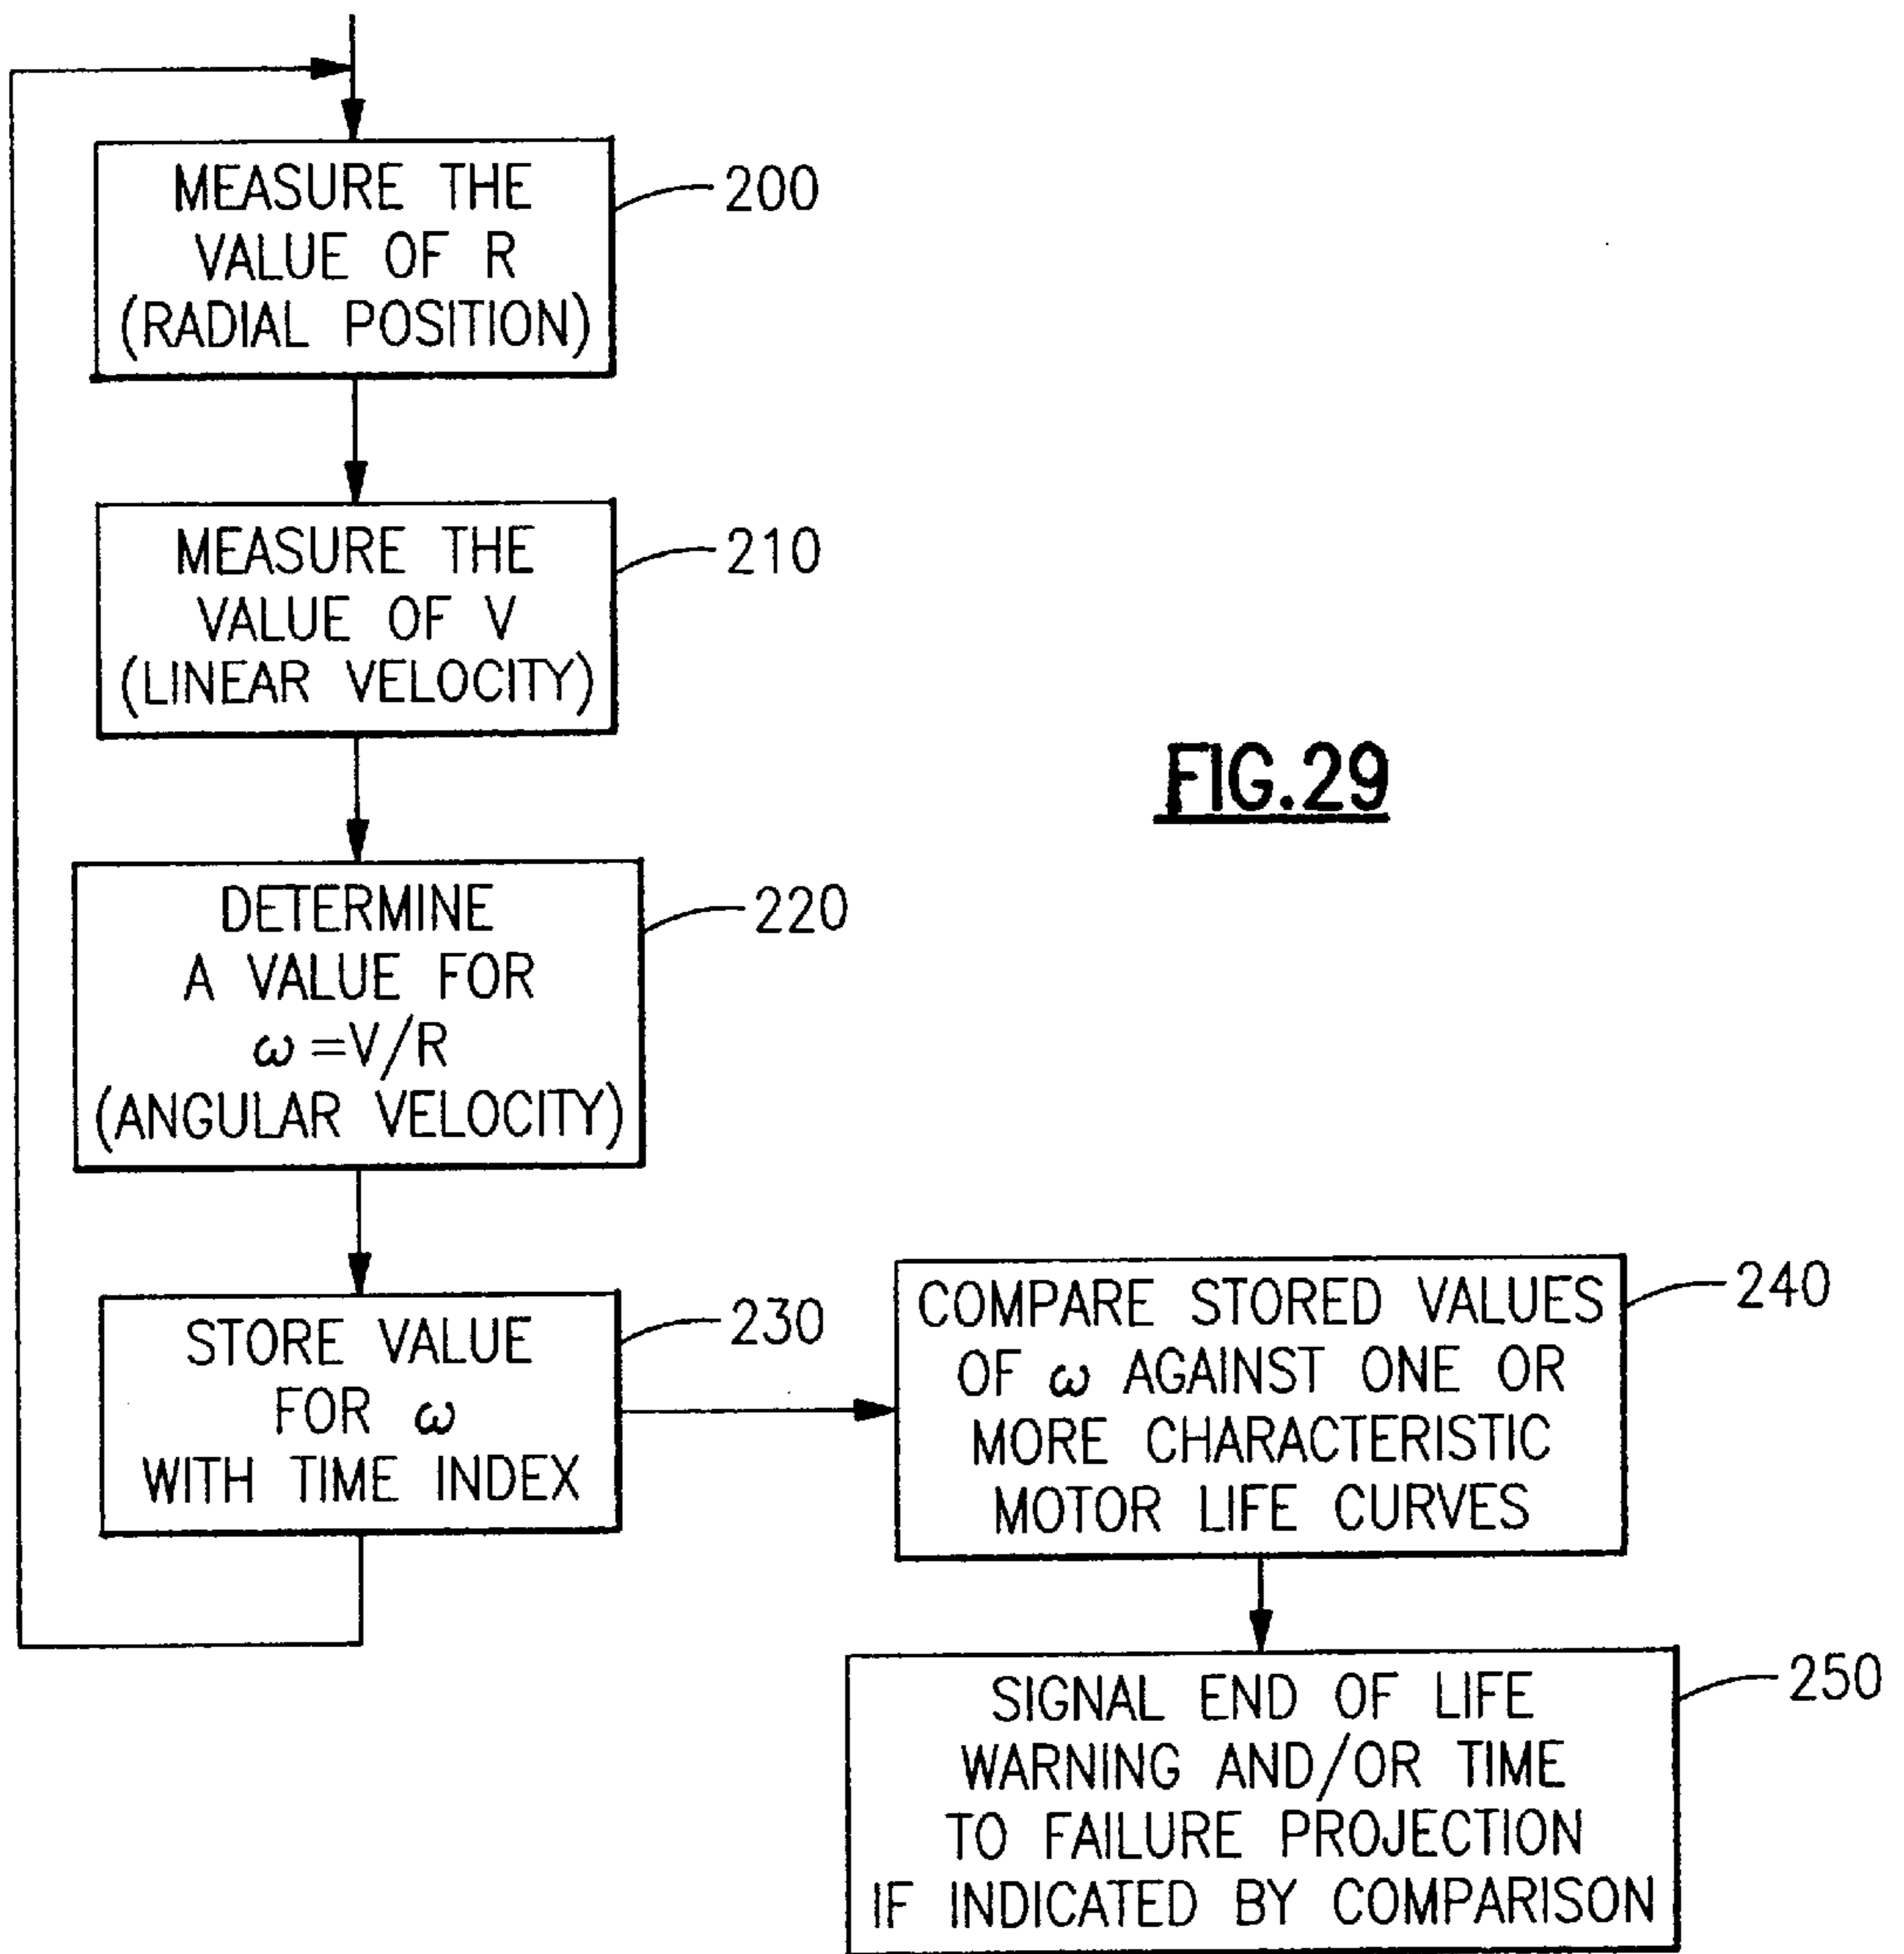 MEASURE THE
VALUE OF R
(RADIAL POSITION)
200
MEASURE THE
VALUE OF V
(LINEAR VELOCITY)
210
FIG.29
DETERMINE
A VALUE FOR
ω=V/R
(ANGULAR VELOCITY)
220
STORE VALUE
FOR ω
WITH TIME INDEX
230
COMPARE STORED VALUES
OF ω AGAINST ONE OR
MORE CHARACTERISTIC
MOTOR LIFE CURVES
240
SIGNAL END OF LIFE
WARNING AND/OR TIME
TO FAILURE PROJECTION
IF INDICATED BY COMPARISON
250